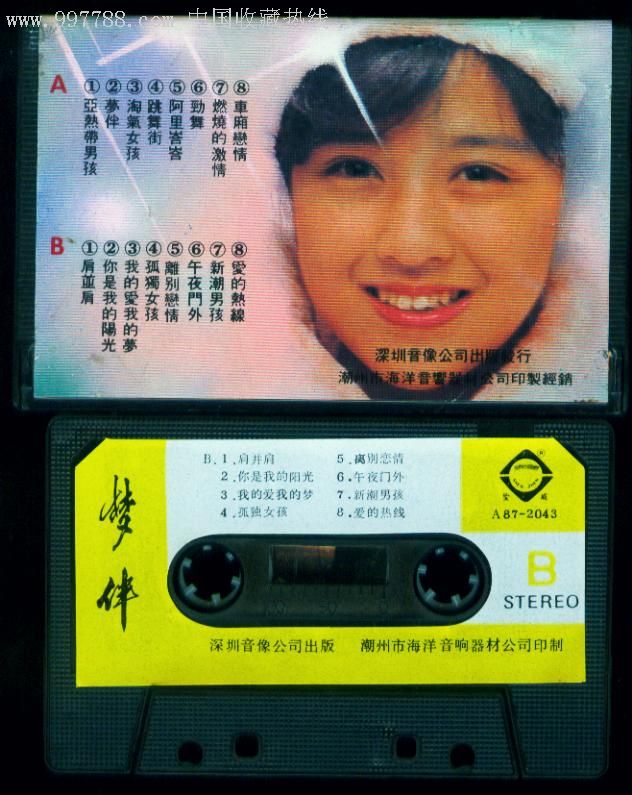 www.997788.com 中国收藏热线
A
①亞熱帶男孩
②夢伴
③淘氣女孩
④跳舞街
⑤阿里峇峇
⑥勁舞
⑦燃燒的激情
⑧車廂戀情
B
①肩並肩
②你是我的陽光
③我的愛我的夢
④孤獨女孩
⑤離別戀情
⑥午夜門外
⑦新潮男孩
⑧愛的熱線
深圳音像公司出版發行
潮州市海洋音響器材公司印製經銷
梦伴
B.1.肩并肩
2.你是我的阳光
3.我的爱我的梦
4.孤独女孩
5.离别恋情
6.午夜门外
7.新潮男孩
8.爱的热线
®
A87-2043
B
STEREO
100 50 0
深圳音像公司出版 潮州市海洋音响器材公司印制